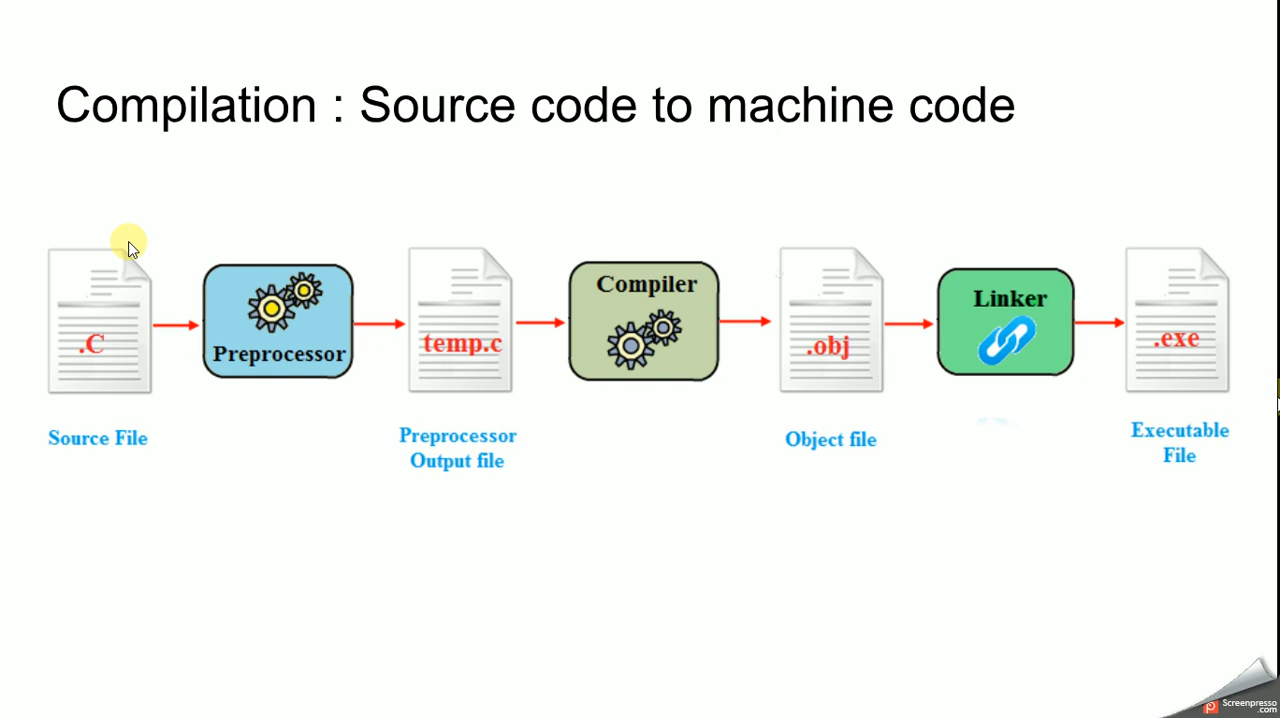 Compilation : Source code to machine code
.C
Preprocessor
temp.c
Compiler
.obj
Linker
.exe
Source File
Preprocessor
Output file
Object file
Executable
File
Screenpresso
.com